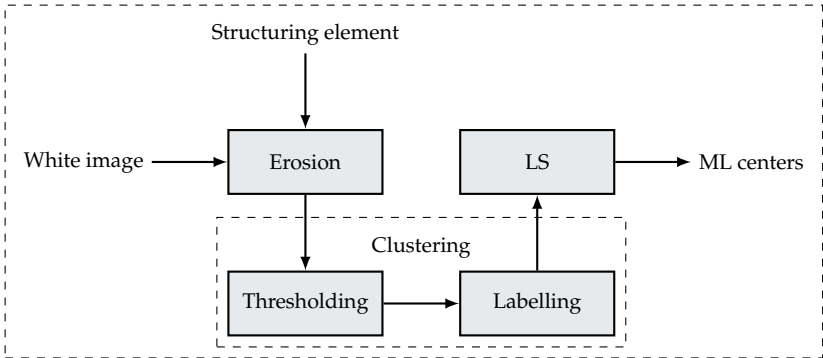 Structuring element
White image
Erosion
LS
ML centers
Clustering
Thresholding
Labelling